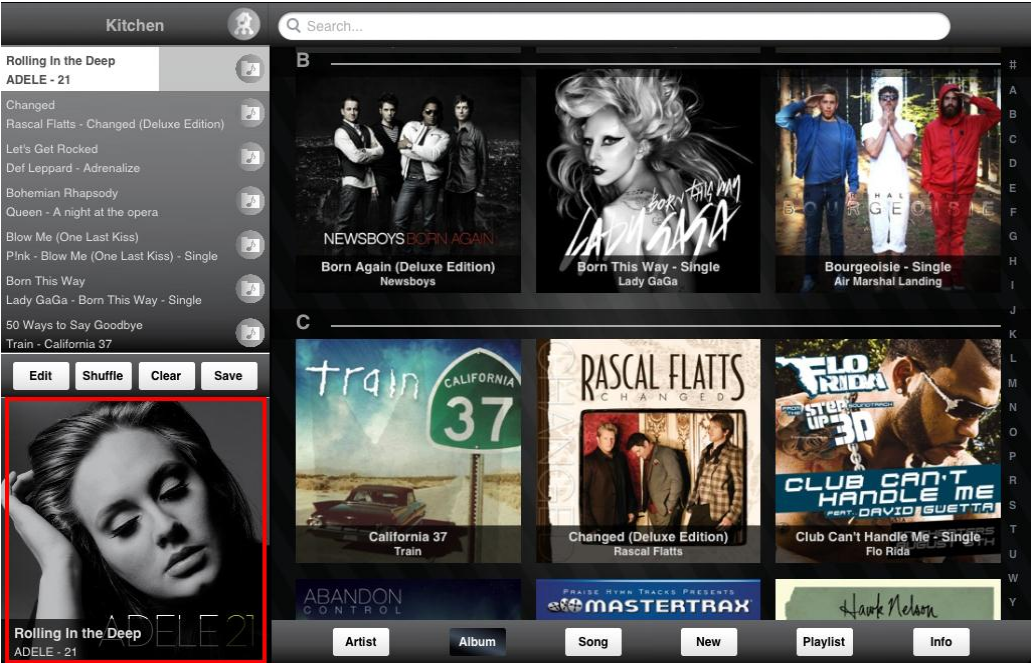 Kitchen
Search...
Rolling In the Deep
ADELE - 21
Changed
Rascal Flatts - Changed (Deluxe Edition)
Let's Get Rocked
Def Leppard - Adrenalize
Bohemian Rhapsody
Queen - A night at the opera
Blow Me (One Last Kiss)
P!nk - Blow Me (One Last Kiss) - Single
Born This Way
Lady GaGa - Born This Way - Single
50 Ways to Say Goodbye
Train - California 37
Edit Shuffle Clear Save
ADELE 21
Rolling In the Deep
ADELE - 21
B
NEWSBOYS BORN AGAIN
Born Again (Deluxe Edition)
Newsboys
BORN THIS WAY
LADY GAGA
Born This Way - Single
Lady GaGa
BOURGEOISIE
Bourgeoisie - Single
Air Marshal Landing
C
train
CALIFORNIA
37
California 37
Train
RASCAL FLATTS
CHANGED
Changed (Deluxe Edition)
Rascal Flatts
FLO RIDA
FROM THE STEP UP 3D SOUNDTRACK
CLUB CAN'T
HANDLE ME
FEAT. DAVID GUETTA
Club Can't Handle Me - Single
Flo Rida
ABANDON
CONTROL
PRAISE HYMN TRACKS PRESENTS
MASTERTRAX
Hawk Nelson
#
A
B
C
D
E
F
G
H
I
J
K
L
M
N
O
P
R
S
T
U
W
Y
Artist Album Song New Playlist Info